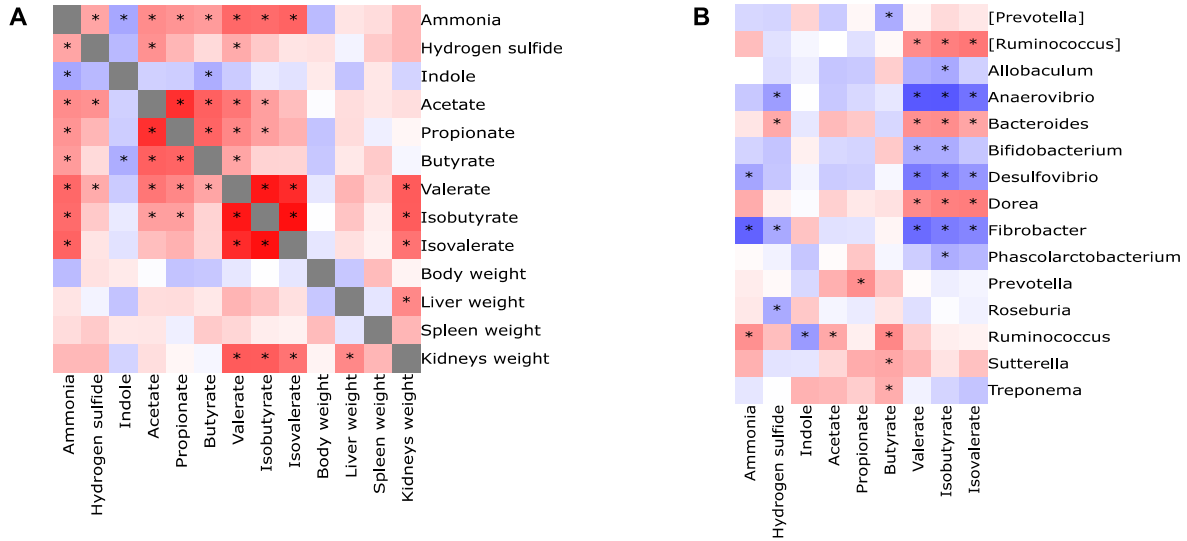 A
* * * * * * * * Ammonia
* * * Hydrogen sulfide
* * Indole
* * * * * * Acetate
* * * * * Propionate
* * * * * Butyrate
* * * * * * * * Valerate
* * * * * * Isobutyrate
* * * * Isovalerate
Body weight
* Liver weight
Spleen weight
* * * * Kidneys weight
Ammonia
Hydrogen sulfide
Indole
Acetate
Propionate
Butyrate
Valerate
Isobutyrate
Isovalerate
Body weight
Liver weight
Spleen weight
Kidneys weight
B
* [Prevotella]
* * * [Ruminococcus]
* Allobaculum
* * * * Anaerovibrio
* * * * Bacteroides
* * Bifidobacterium
* * * * Desulfovibrio
* * * Dorea
* * * * * Fibrobacter
* Phascolarctobacterium
* Prevotella
* Roseburia
* * * * Ruminococcus
* Sutterella
* Treponema
Ammonia
Hydrogen sulfide
Indole
Acetate
Propionate
Butyrate
Valerate
Isobutyrate
Isovalerate